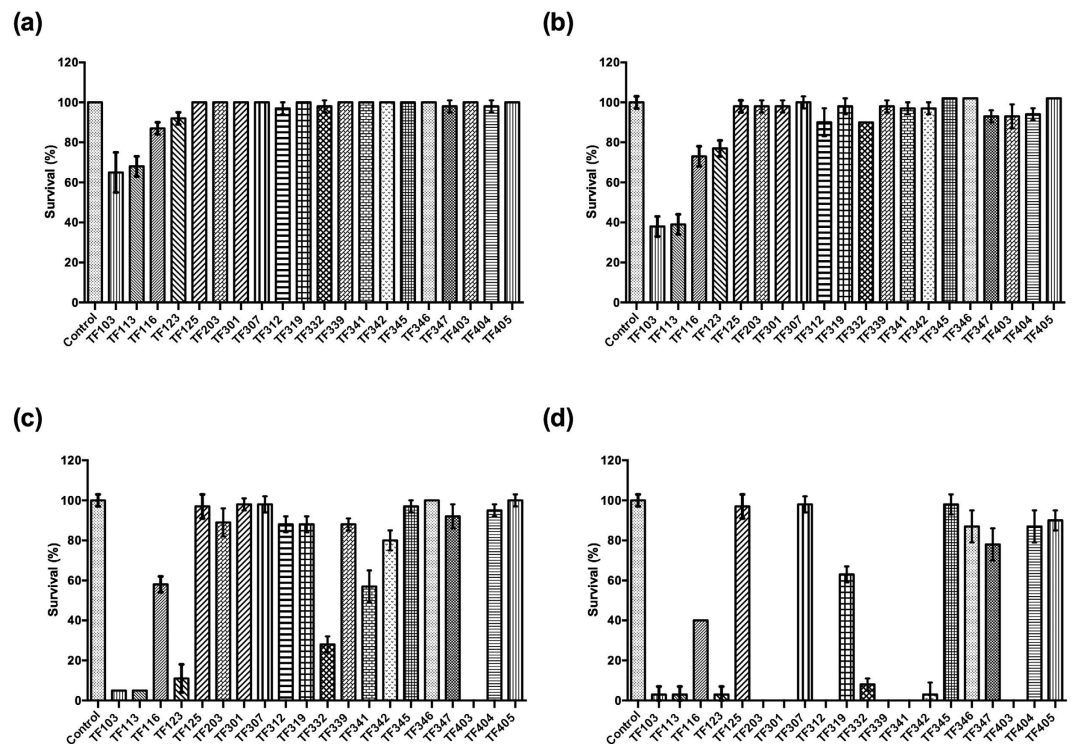 (a)
120
100
80
60
40
20
0
Survival (%)
Control
TF103
TF113
TF116
TF123
TF125
TF203
TF301
TF307
TF312
TF319
TF332
TF339
TF341
TF342
TF345
TF346
TF347
TF403
TF404
TF405
(b)
120
100
80
60
40
20
0
Survival (%)
Control
TF103
TF113
TF116
TF123
TF125
TF203
TF301
TF307
TF312
TF319
TF332
TF339
TF341
TF342
TF345
TF346
TF347
TF403
TF404
TF405
(c)
120
100
80
60
40
20
0
Survival (%)
Control
TF103
TF113
TF116
TF123
TF125
TF203
TF301
TF307
TF312
TF319
TF332
TF339
TF341
TF342
TF345
TF346
TF347
TF403
TF404
TF405
(d)
120
100
80
60
40
20
0
Survival (%)
Control
TF103
TF113
TF116
TF123
TF125
TF203
TF301
TF307
TF312
TF319
TF332
TF339
TF341
TF342
TF345
TF346
TF347
TF403
TF404
TF405